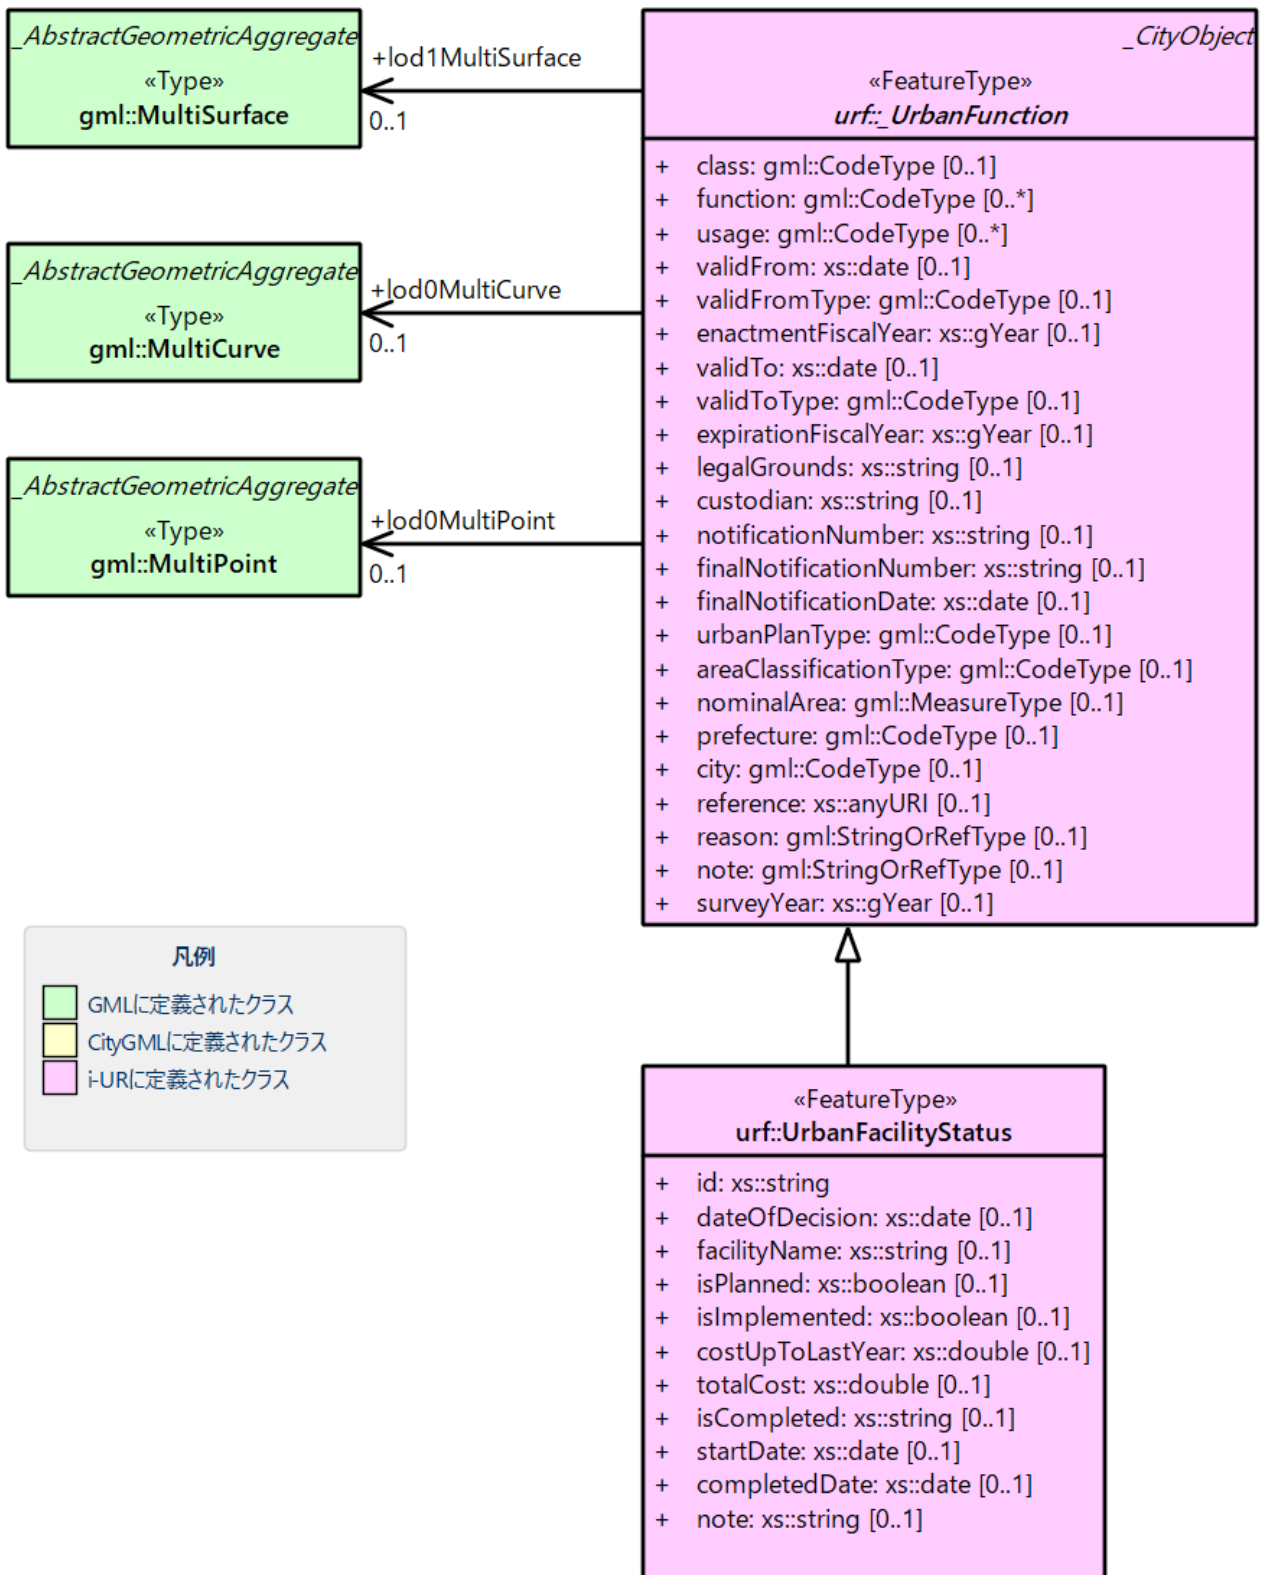 _AbstractGeometricAggregate
«Type»
gml::MultiSurface
+lod1MultiSurface
0..1
_AbstractGeometricAggregate
«Type»
gml::MultiCurve
+lod0MultiCurve
0..1
_AbstractGeometricAggregate
«Type»
gml::MultiPoint
+lod0MultiPoint
0..1
_CityObject
«FeatureType»
urf::_UrbanFunction
+ class: gml::CodeType [0..1]
+ function: gml::CodeType [0..*]
+ usage: gml::CodeType [0..*]
+ validFrom: xs::date [0..1]
+ validFromType: gml::CodeType [0..1]
+ enactmentFiscalYear: xs::gYear [0..1]
+ validTo: xs::date [0..1]
+ validToType: gml::CodeType [0..1]
+ expirationFiscalYear: xs::gYear [0..1]
+ legalGrounds: xs::string [0..1]
+ custodian: xs::string [0..1]
+ notificationNumber: xs::string [0..1]
+ finalNotificationNumber: xs::string [0..1]
+ finalNotificationDate: xs::date [0..1]
+ urbanPlanType: gml::CodeType [0..1]
+ areaClassificationType: gml::CodeType [0..1]
+ nominalArea: gml::MeasureType [0..1]
+ prefecture: gml::CodeType [0..1]
+ city: gml::CodeType [0..1]
+ reference: xs::anyURI [0..1]
+ reason: gml:StringOrRefType [0..1]
+ note: gml:StringOrRefType [0..1]
+ surveyYear: xs::gYear [0..1]
凡例
GMLに定義されたクラス
CityGMLに定義されたクラス
i-URに定義されたクラス
«FeatureType»
urf::UrbanFacilityStatus
+ id: xs::string
+ dateOfDecision: xs::date [0..1]
+ facilityName: xs::string [0..1]
+ isPlanned: xs::boolean [0..1]
+ isImplemented: xs::boolean [0..1]
+ costUpToLastYear: xs::double [0..1]
+ totalCost: xs::double [0..1]
+ isCompleted: xs::string [0..1]
+ startDate: xs::date [0..1]
+ completedDate: xs::date [0..1]
+ note: xs::string [0..1]